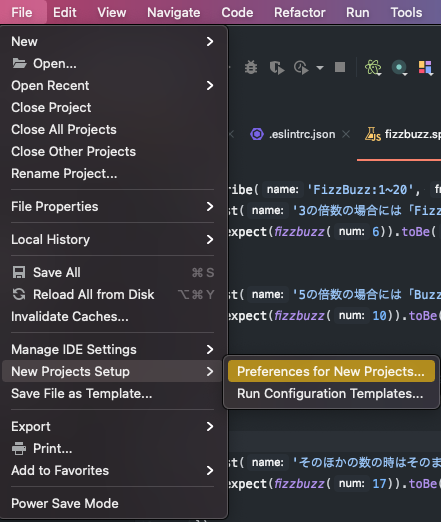 File Edit View Navigate Code Refactor Run Tools
New
Open...
Open Recent
Close Project
Close All Projects
Close Other Projects
Rename Project...
File Properties
Local History
Save All ⌘S
Reload All from Disk ⌥⌘Y
Invalidate Caches...
Manage IDE Settings
New Projects Setup
Save File as Template...
Export
Print...
Add to Favorites
Power Save Mode
Preferences for New Projects...
Run Configuration Templates...
.eslintrc.json fizzbuzz.sp
ribe( name: 'FizzBuzz:1~20',
st( name: '3の倍数の場合には「Fizz
expect(fizzbuzz( num: 6)).toBe(
st( name: '5の倍数の場合には「Buzz
expect(fizzbuzz( num: 10)).toBe(
st( name: 'そのほかの数の時はそのま
expect(fizzbuzz( num: 17)).toBe(